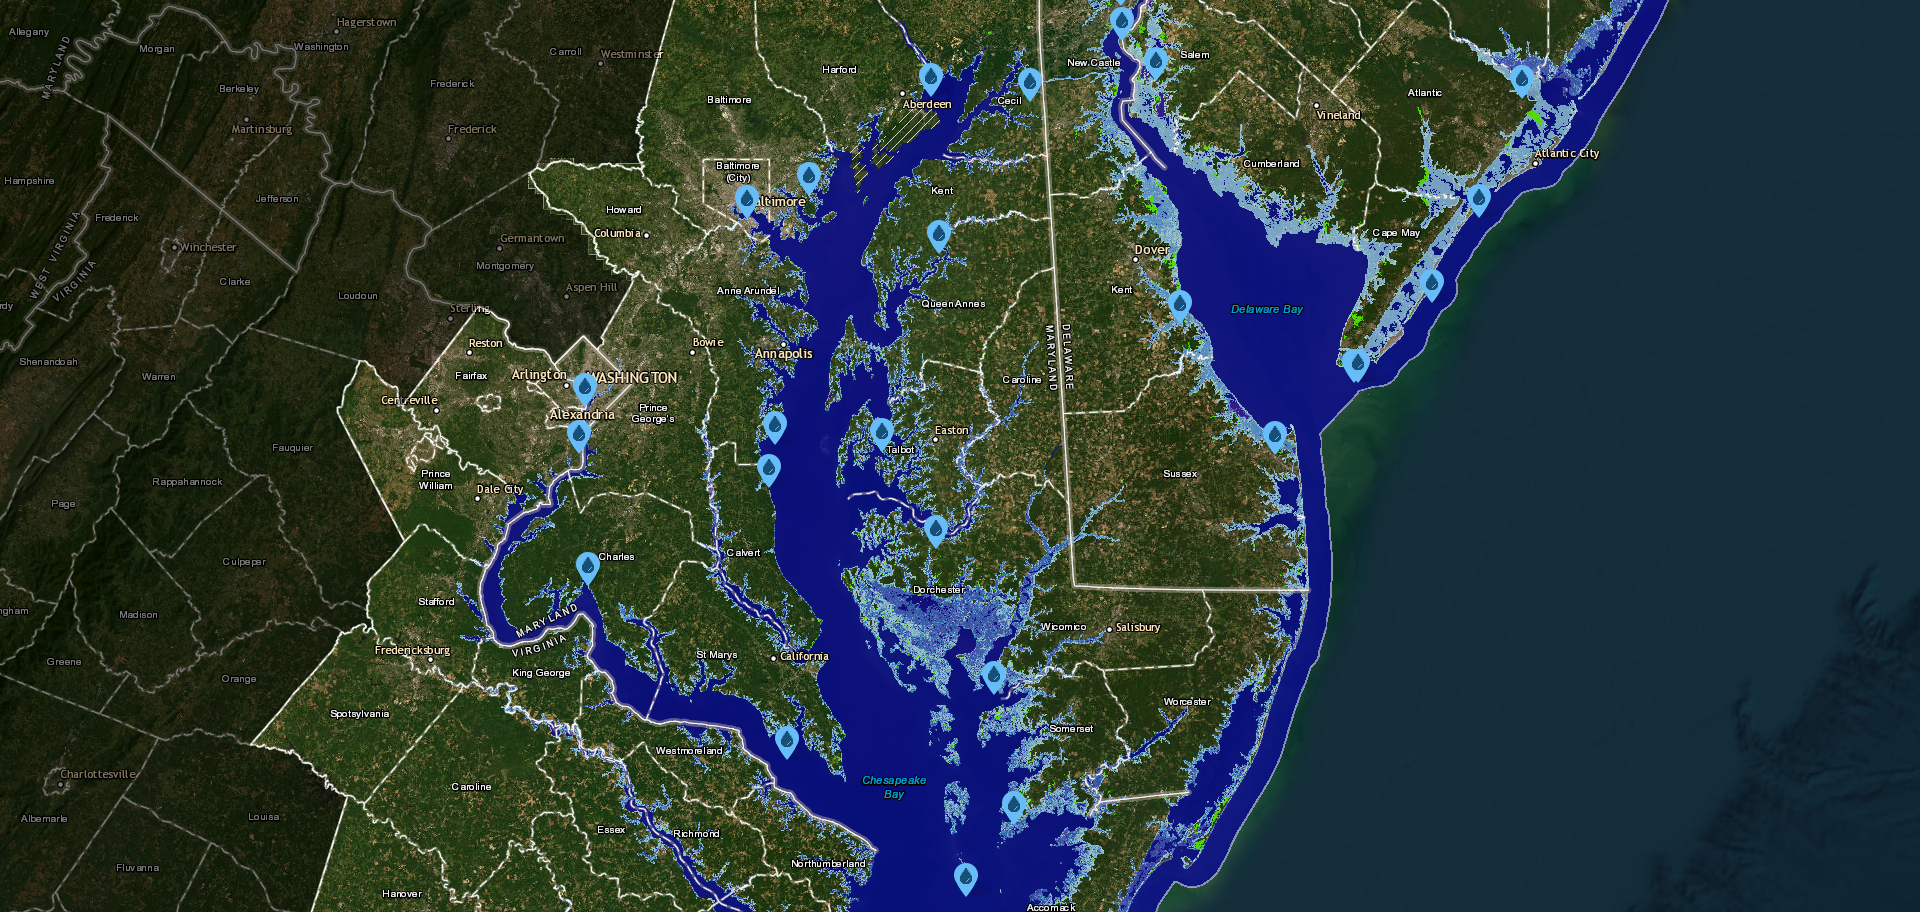 Allegany
Hagerstown
Morgan
Washington
Carroll
Westminster
MARYLAND
Frederick
Berkeley
Harford
New Castle
Salem
Baltimore
Aberdeen
Cecil
Atlantic
Martinsburg
Frederick
Vineland
Atlantic City
Baltimore
(City)
Cumberland
Hampshire
Jefferson
Kent
Frederick
Howard
altimore
Cape May
Columbia
Germantown
Winchester
Dover
WEST VIRGINIA
VIRGINIA
Montgomery
Clarke
Aspen Hill
Anne Arundel
Kent
Loudoun
Queen Annes
rdy
Sterling
Delaware Bay
Reston
Bowie
Annapolis
MARYLAND
DELAWARE
Shenandoah
Warren
Fairfax
Arlington
WASHINGTON
Caroline
Centreville
Alexandria
Prince
George's
Easton
Fauquier
Talbot
Prince
William
Sussex
Rappahannock
Dale City
Page
Charles
Calvert
Culpeper
Dorchester
Stafford
ngham
Madison
MARYLAND
VIRGINIA
Wicomico
Salisbury
Fredericksburg
St Marys
California
Greene
King George
Orange
Worcester
Spotsylvania
Somerset
Westmoreland
Charlottesville
Caroline
Chesapeake
Bay
Albemarle
Louisa
Essex
Richmond
Fluvanna
Northumberland
Hanover
Accomack